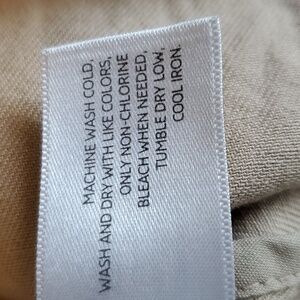 MACHINE WASH COLD,
WASH AND DRY WITH LIKE COLORS,
ONLY NON-CHLORINE
BLEACH WHEN NEEDED,
TUMBLE DRY LOW,
COOL IRON.